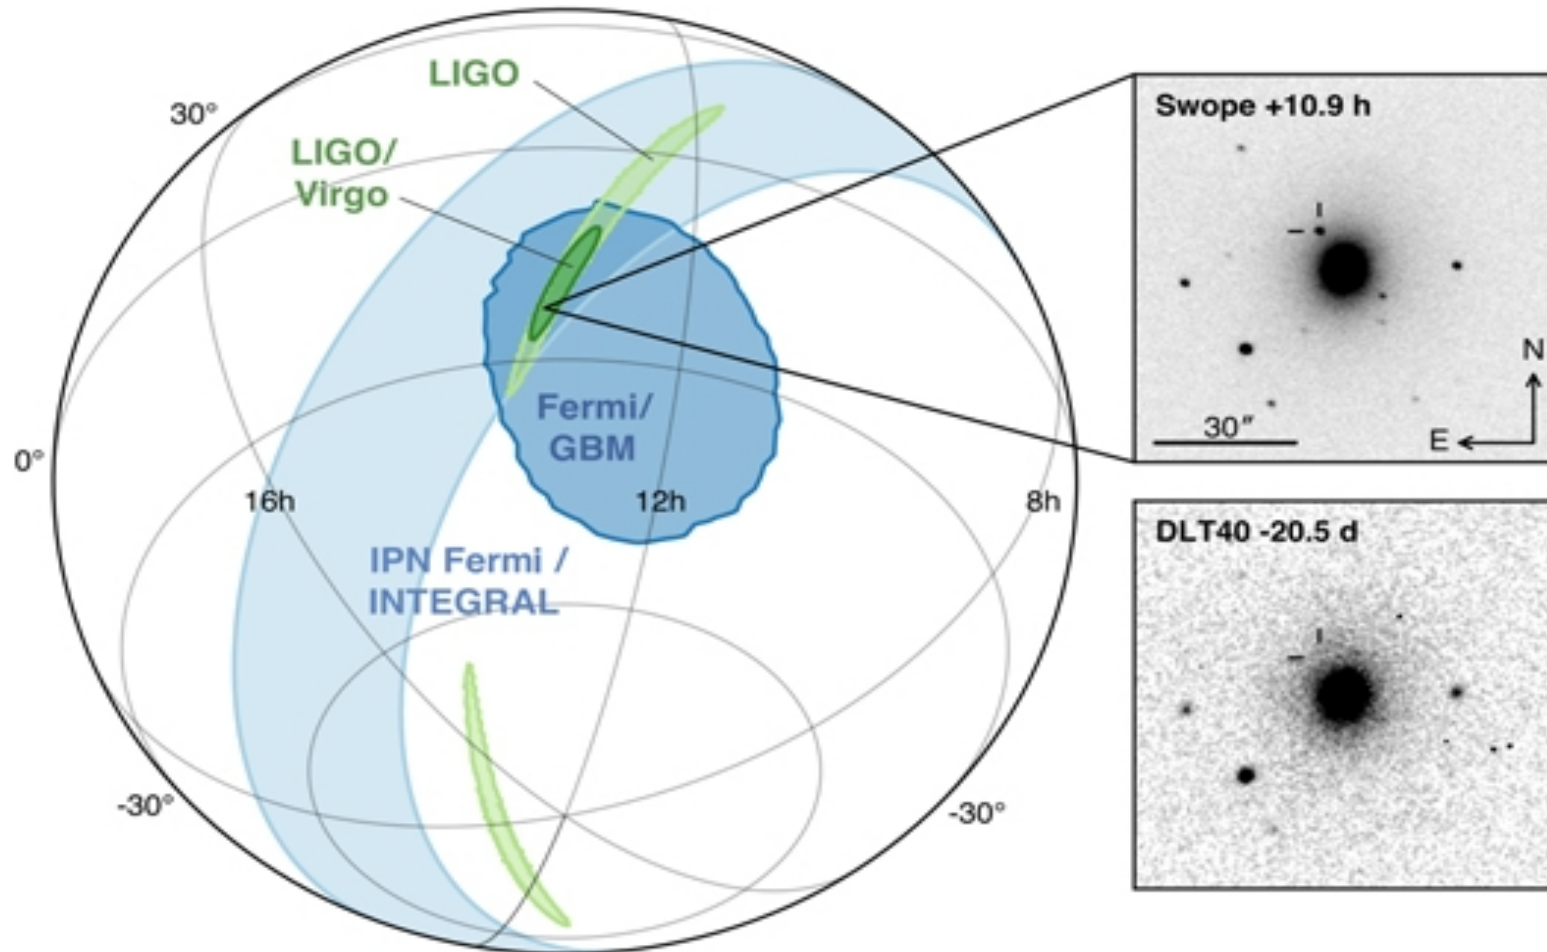 LIGO
LIGO/
Virgo
30°
0°
-30°
16h
12h
8h
-30°
Fermi/
GBM
IPN Fermi /
INTEGRAL
Swope +10.9 h
30″
N
E
DLT40 -20.5 d